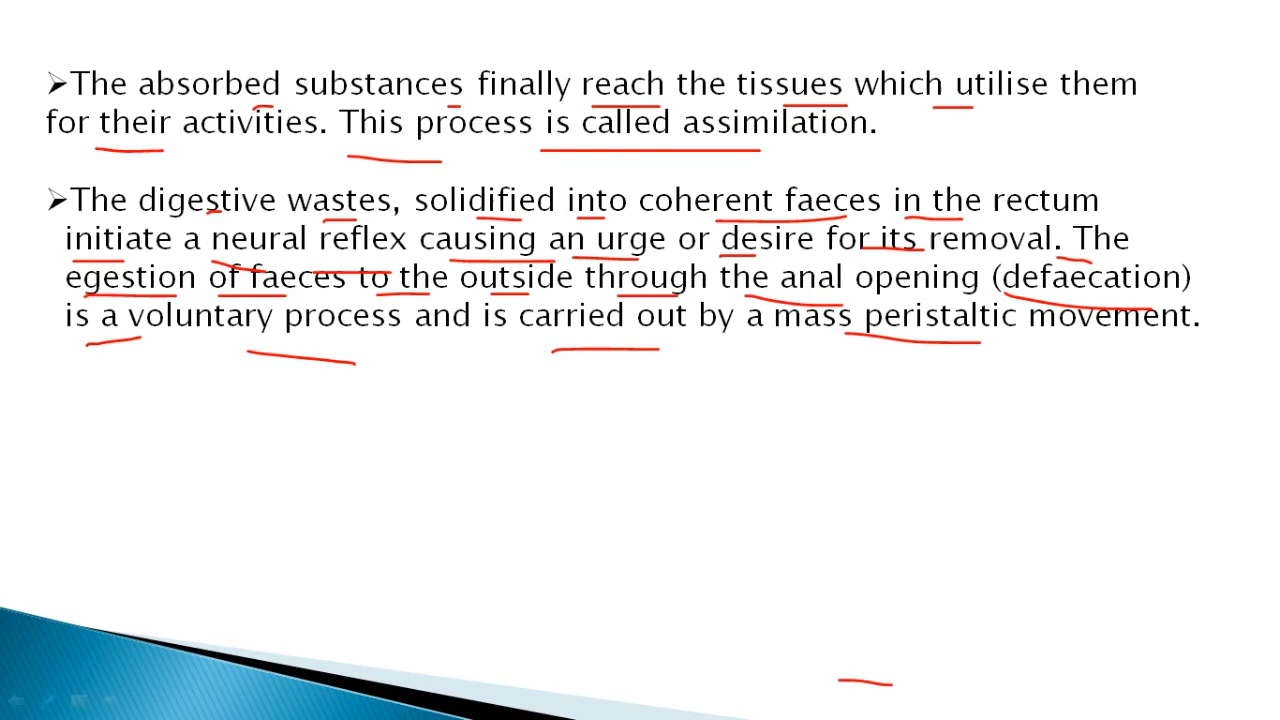 ➢The absorbed substances finally reach the tissues which utilise them
for their activities. This process is called assimilation.
➢The digestive wastes, solidified into coherent faeces in the rectum
initiate a neural reflex causing an urge or desire for its removal. The
egestion of faeces to the outside through the anal opening (defaecation)
is a voluntary process and is carried out by a mass peristaltic movement.